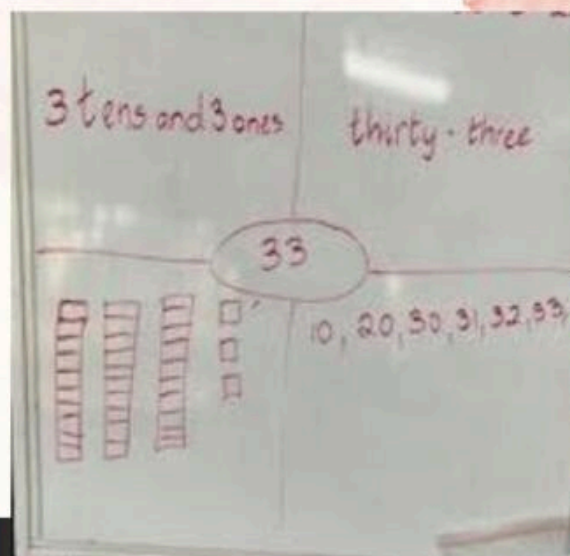 3 tens and 3 ones
thirty - three
33
10, 20, 30, 31, 32, 33,